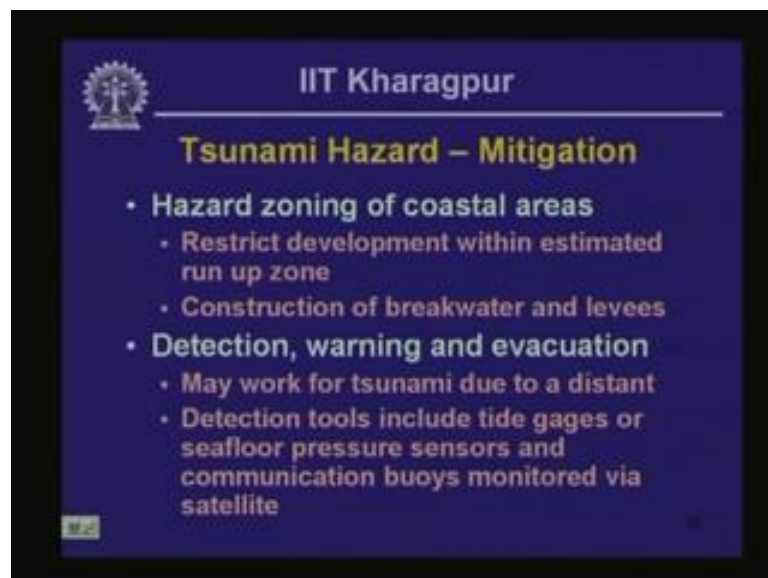 IIT Kharagpur
Tsunami Hazard – Mitigation
• Hazard zoning of coastal areas
• Restrict development within estimated
run up zone
• Construction of breakwater and levees
• Detection, warning and evacuation
• May work for tsunami due to a distant
• Detection tools include tide gages or
seafloor pressure sensors and
communication buoys monitored via
satellite